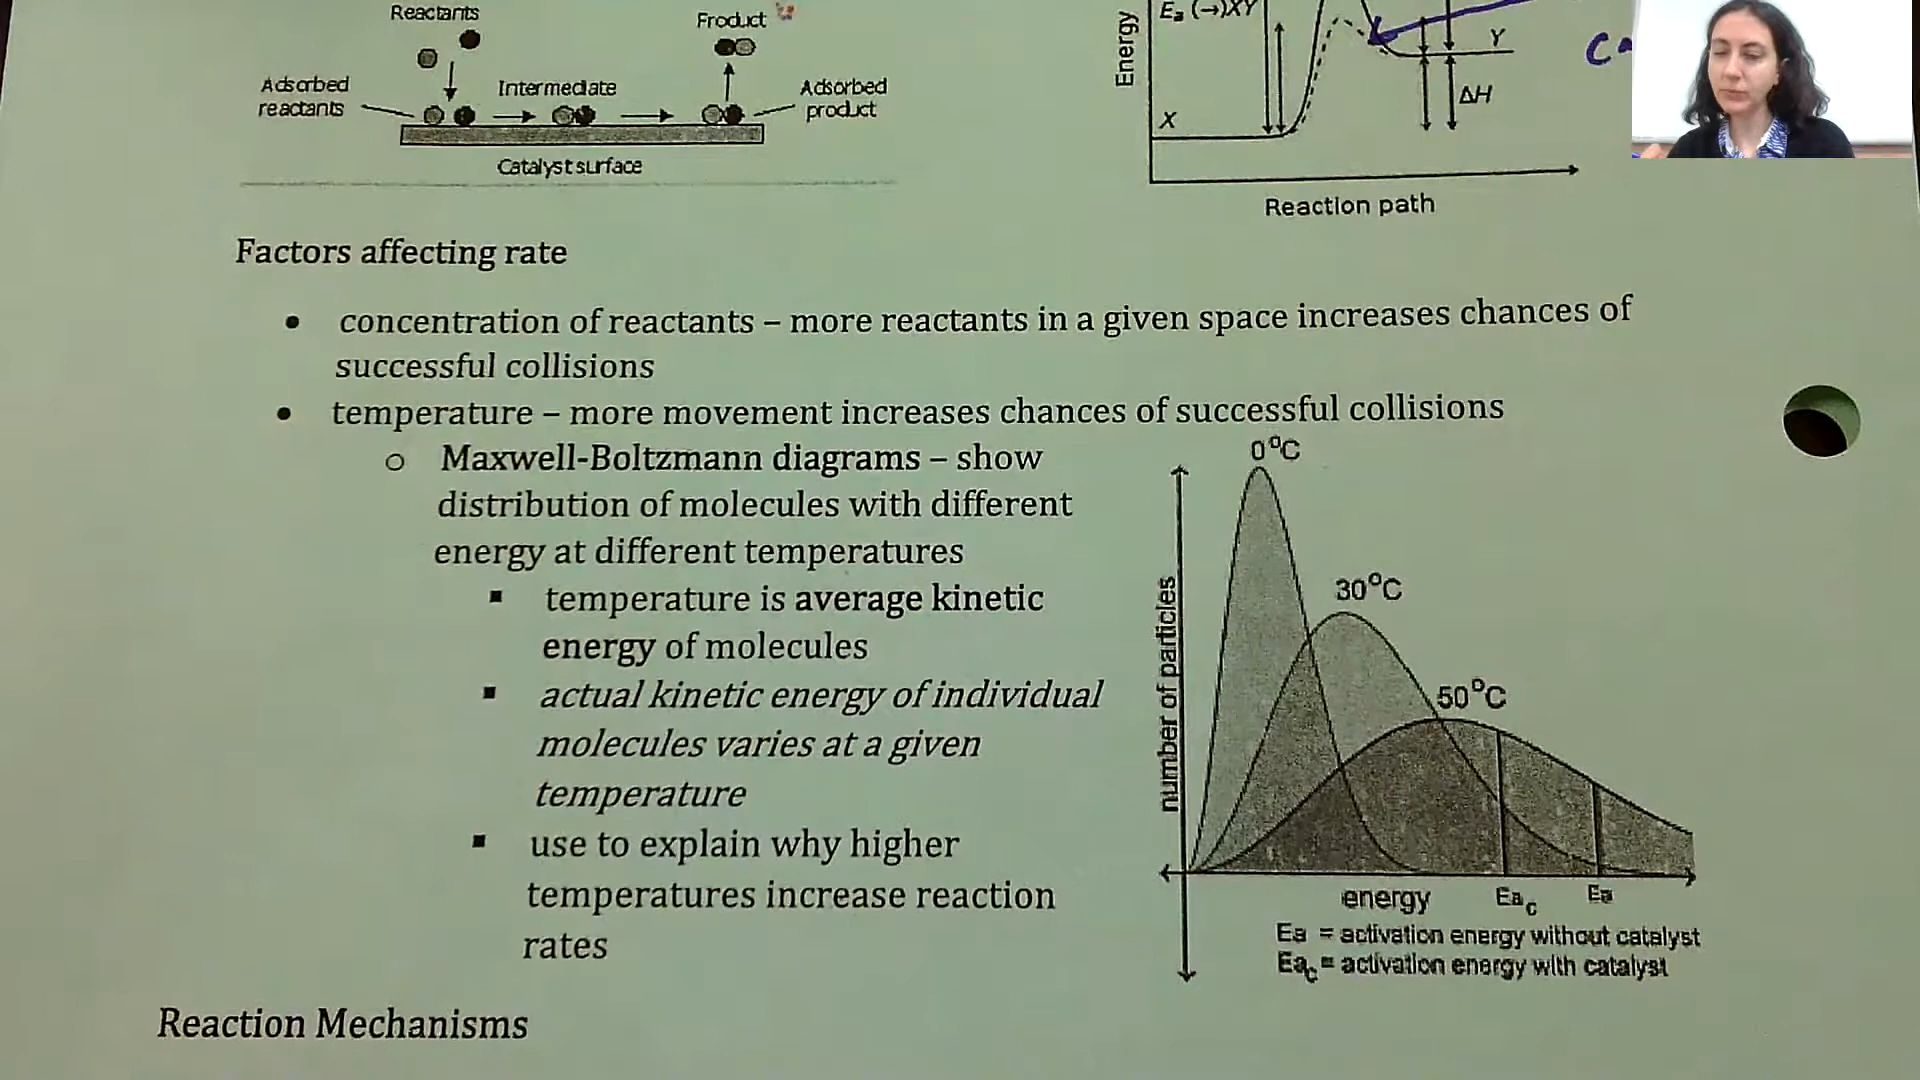 Reactants
Product
Adsorbed
reactants
Intermediate
Adsorbed
product
Catalyst surface
Energy
Ea (→)XY
Y
X
ΔH
Reaction path
Factors affecting rate
• concentration of reactants – more reactants in a given space increases chances of
successful collisions
• temperature – more movement increases chances of successful collisions
o Maxwell-Boltzmann diagrams – show
distribution of molecules with different
energy at different temperatures
▪ temperature is average kinetic
energy of molecules
▪ actual kinetic energy of individual
molecules varies at a given
temperature
▪ use to explain why higher
temperatures increase reaction
rates
0°C
30°C
50°C
number of particles
energy
Eac
Ea
Ea = activation energy without catalyst
Eac = activation energy with catalyst
Reaction Mechanisms